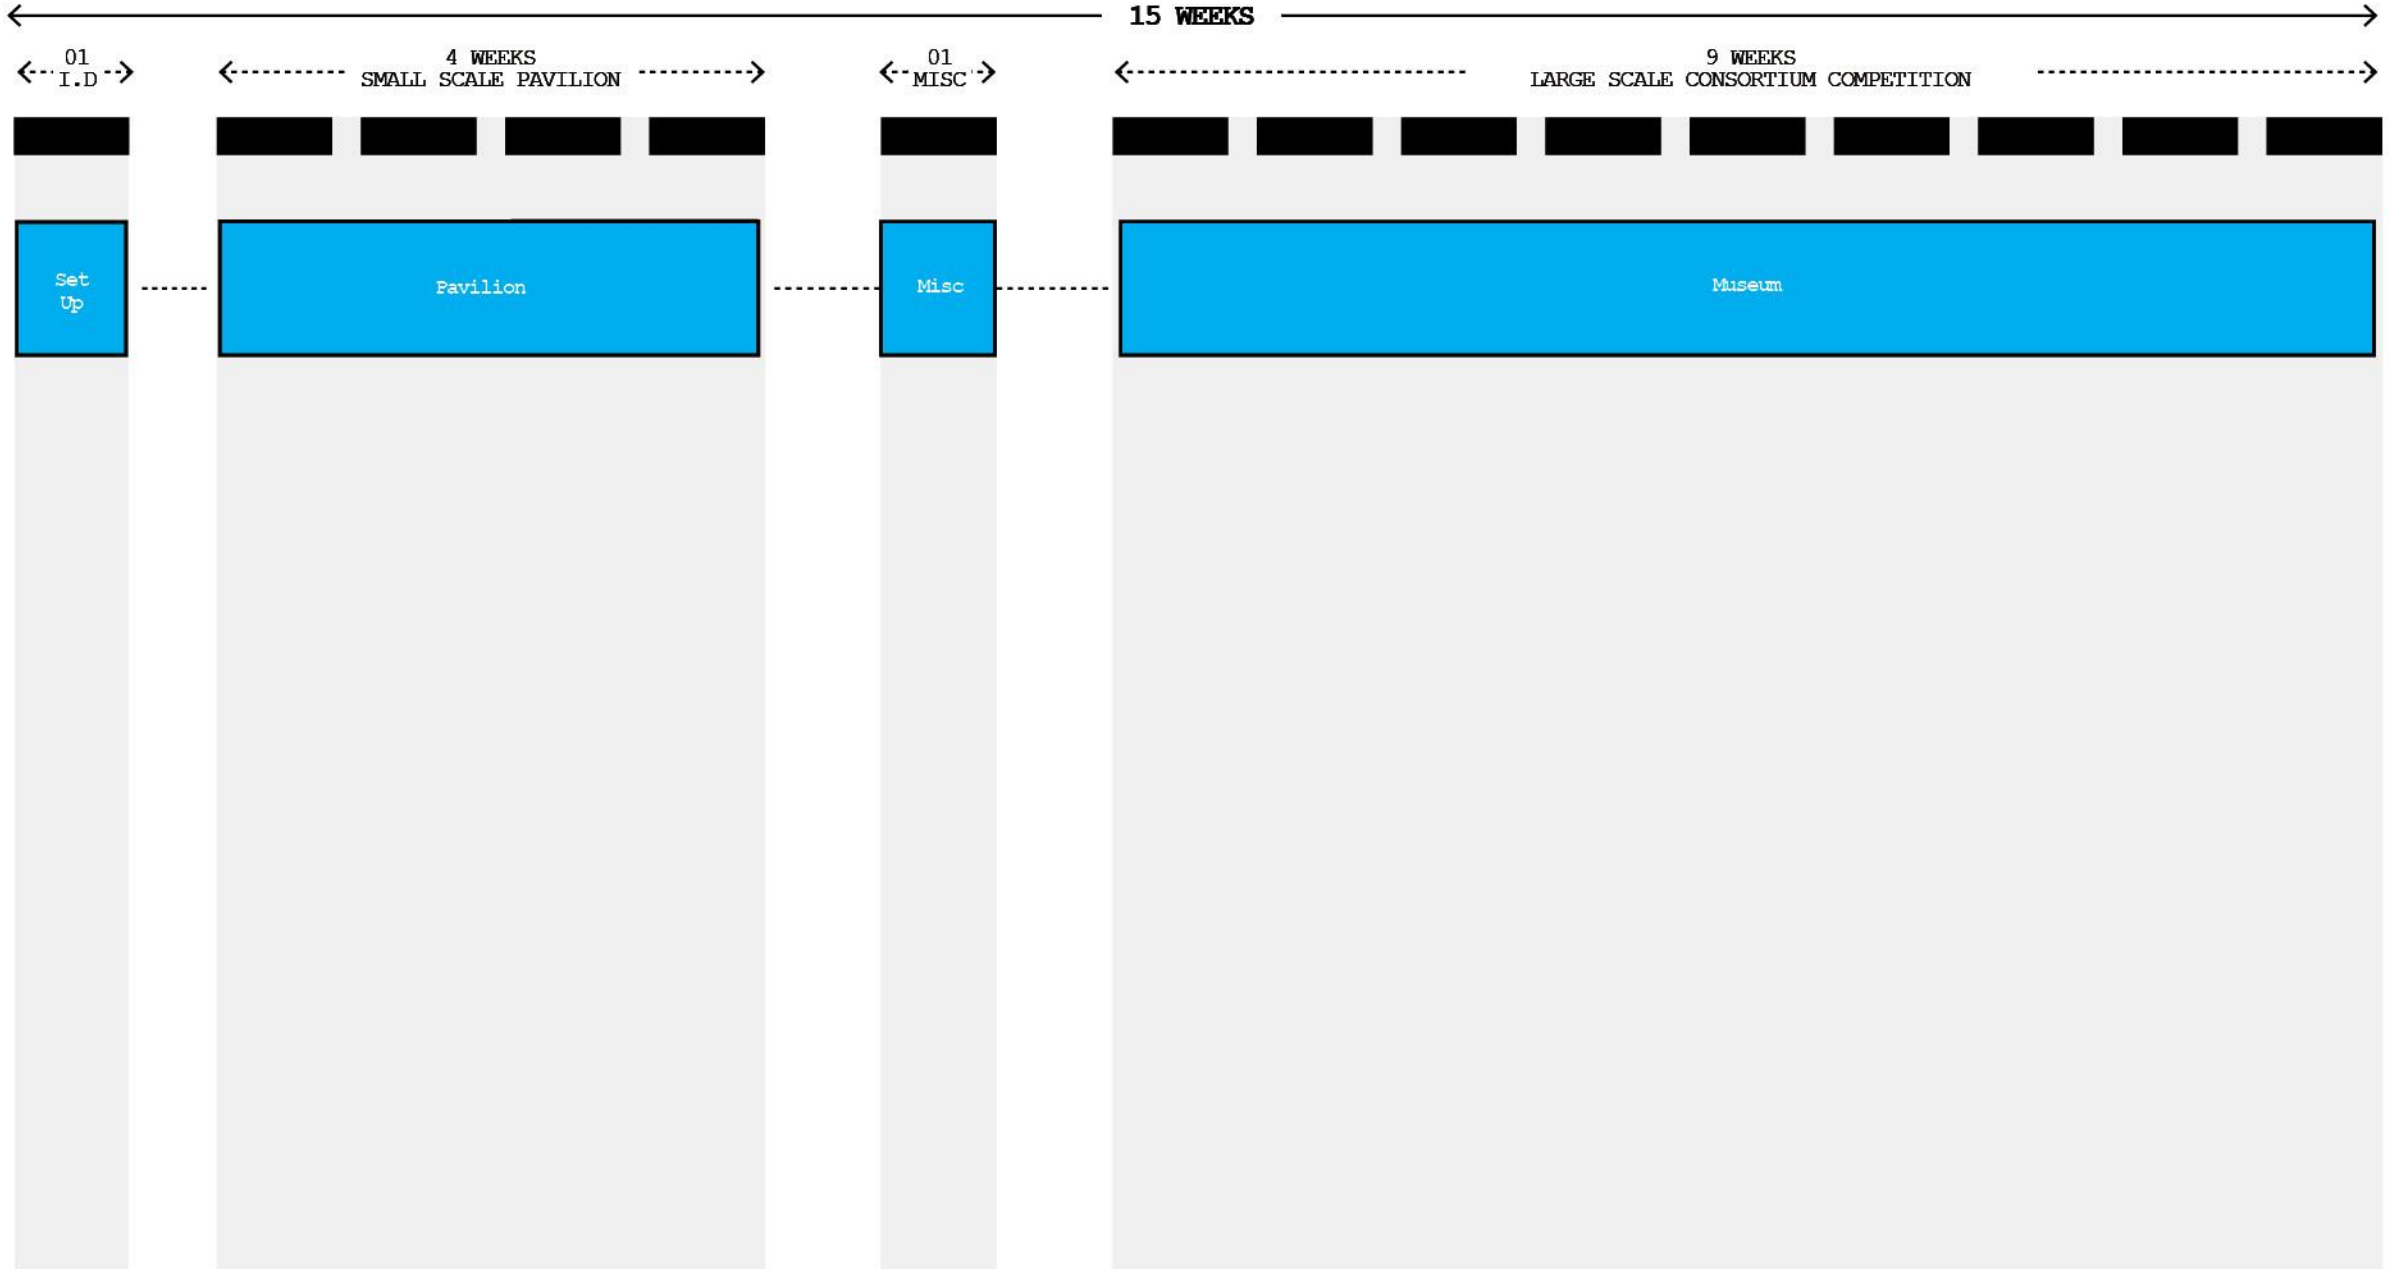 15 WEEKS
01
I.D
4 WEEKS
SMALL SCALE PAVILION
01
MISC
9 WEEKS
LARGE SCALE CONSORTIUM COMPETITION
Set
Up
Pavilion
Misc
Museum